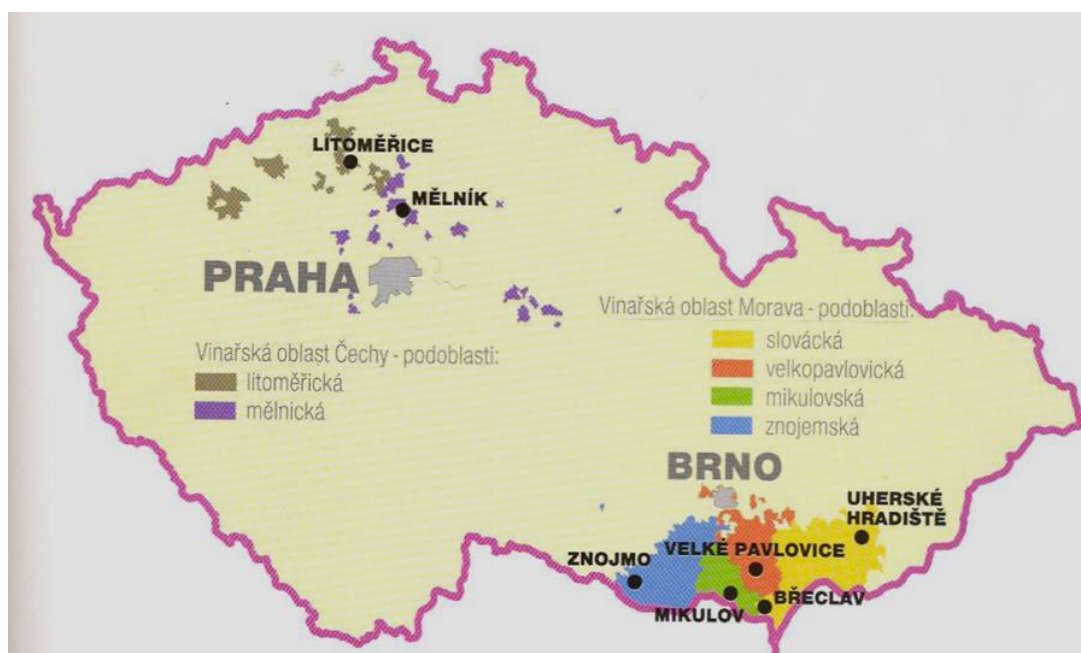 LITOMĚŘICE
MĚLNÍK
PRAHA
Vinařská oblast Čechy - podoblasti:
litoměřická
mělnická
Vinařská oblast Morava - podoblasti:
slovácká
velkopavlovická
mikulovská
znojemská
BRNO
UHERSKÉ
HRADIŠTĚ
ZNOJMO
VELKÉ PAVLOVICE
MIKULOV
BŘECLAV